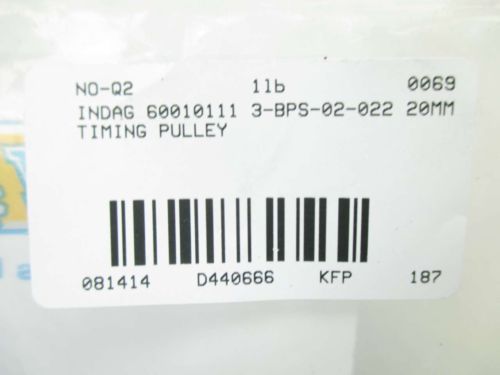 NO-Q2 1lb 0069
INDAG 60010111 3-BPS-02-022 20MM
TIMING PULLEY
081414 D440666 KFP 187